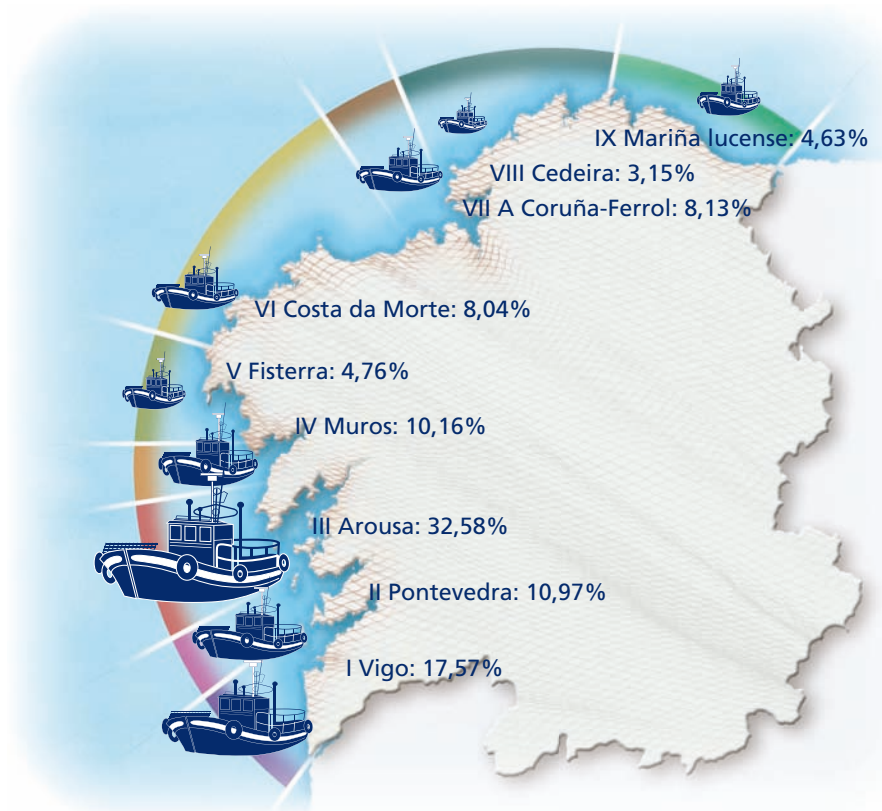 IX Mariña lucense: 4,63%
VIII Cedeira: 3,15%
VII A Coruña-Ferrol: 8,13%
VI Costa da Morte: 8,04%
V Fisterra: 4,76%
IV Muros: 10,16%
III Arousa: 32,58%
II Pontevedra: 10,97%
I Vigo: 17,57%